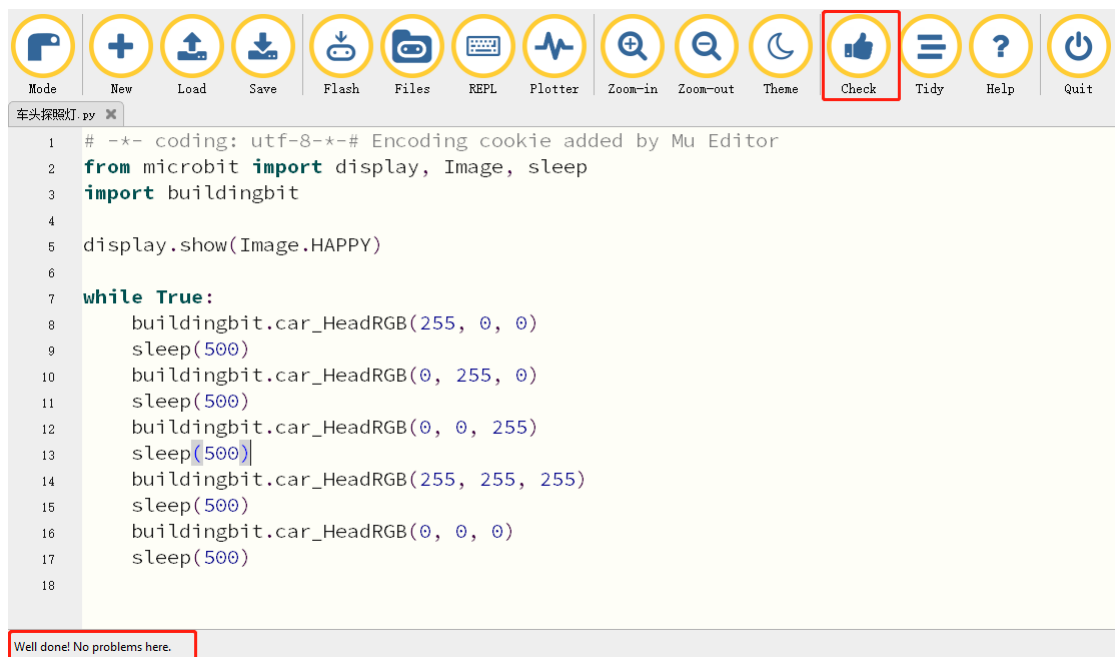 Mode New Load Save Flash Files REPL Plotter Zoom-in Zoom-out Theme Check Tidy Help Quit
车头探照灯.py
1 # -*- coding: utf-8-*-# Encoding cookie added by Mu Editor
2 from microbit import display, Image, sleep
3 import buildingbit
4
5 display.show(Image.HAPPY)
6
7 while True:
8     buildingbit.car_HeadRGB(255, 0, 0)
9     sleep(500)
10     buildingbit.car_HeadRGB(0, 255, 0)
11     sleep(500)
12     buildingbit.car_HeadRGB(0, 0, 255)
13     sleep(500)
14     buildingbit.car_HeadRGB(255, 255, 255)
15     sleep(500)
16     buildingbit.car_HeadRGB(0, 0, 0)
17     sleep(500)
18
Well done! No problems here.